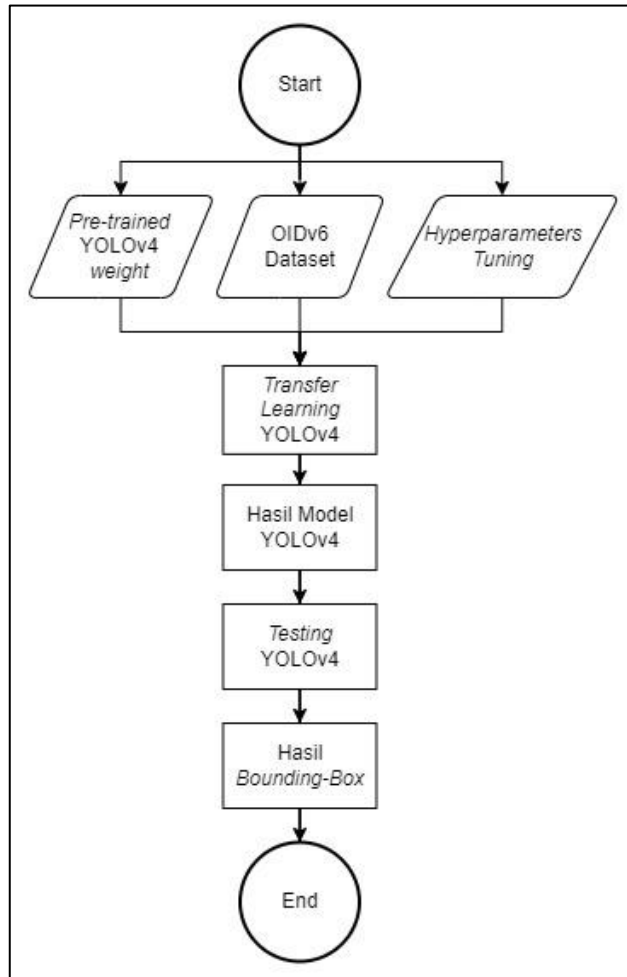 Start
Pre-trained
YOLOv4
weight
OIDv6
Dataset
Hyperparameters
Tuning
Transfer
Learning
YOLOv4
Hasil Model
YOLOv4
Testing
YOLOv4
Hasil
Bounding-Box
End